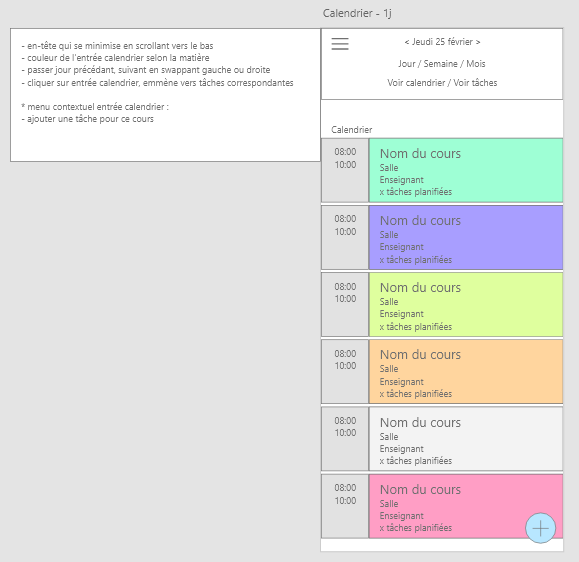 Calendrier - 1j
- en-tête qui se minimise en scrollant vers le bas
- couleur de l'entrée calendrier selon la matière
- passer jour précédant, suivant en swappant gauche ou droite
- cliquer sur entrée calendrier, emmène vers tâches correspondantes
* menu contextuel entrée calendrier :
- ajouter une tâche pour ce cours
< Jeudi 25 février >
Jour / Semaine / Mois
Voir calendrier / Voir tâches
Calendrier
08:00
10:00
Nom du cours
Salle
Enseignant
x tâches planifiées
08:00
10:00
Nom du cours
Salle
Enseignant
x tâches planifiées
08:00
10:00
Nom du cours
Salle
Enseignant
x tâches planifiées
08:00
10:00
Nom du cours
Salle
Enseignant
x tâches planifiées
08:00
10:00
Nom du cours
Salle
Enseignant
x tâches planifiées
08:00
10:00
Nom du cours
Salle
Enseignant
x tâches planifiées